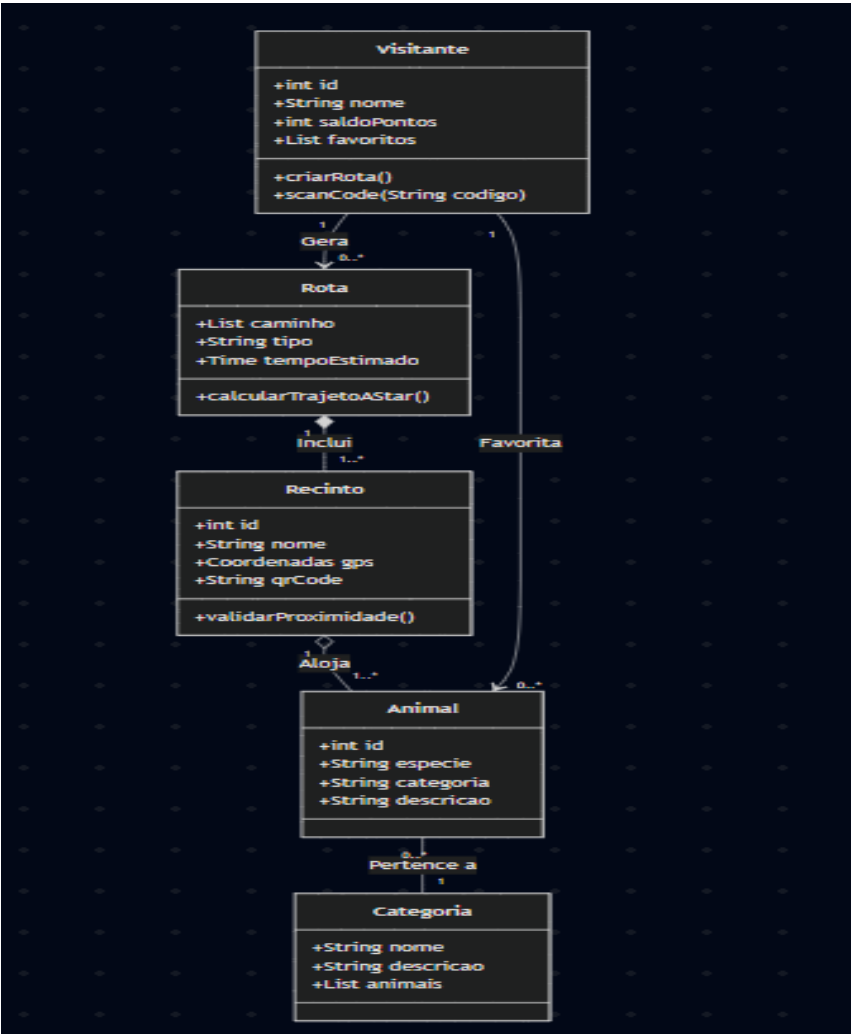 Visitante
+int id
+String nome
+int saldoPontos
+List favoritos
+criarRota()
+scanCode(String codigo)
1
1
Gera
0..*
Rota
+List caminho
+String tipo
+Time tempoEstimado
+calcularTrajetoAStar()
1
Inclui
Favorita
1..*
Recinto
+int id
+String nome
+Coordenadas gps
+String qrCode
+validarProximidade()
1
Aloja
1..*
0..*
Animal
+int id
+String especie
+String categoria
+String descricao
0..*
Pertence a
1
Categoria
+String nome
+String descricao
+List animais